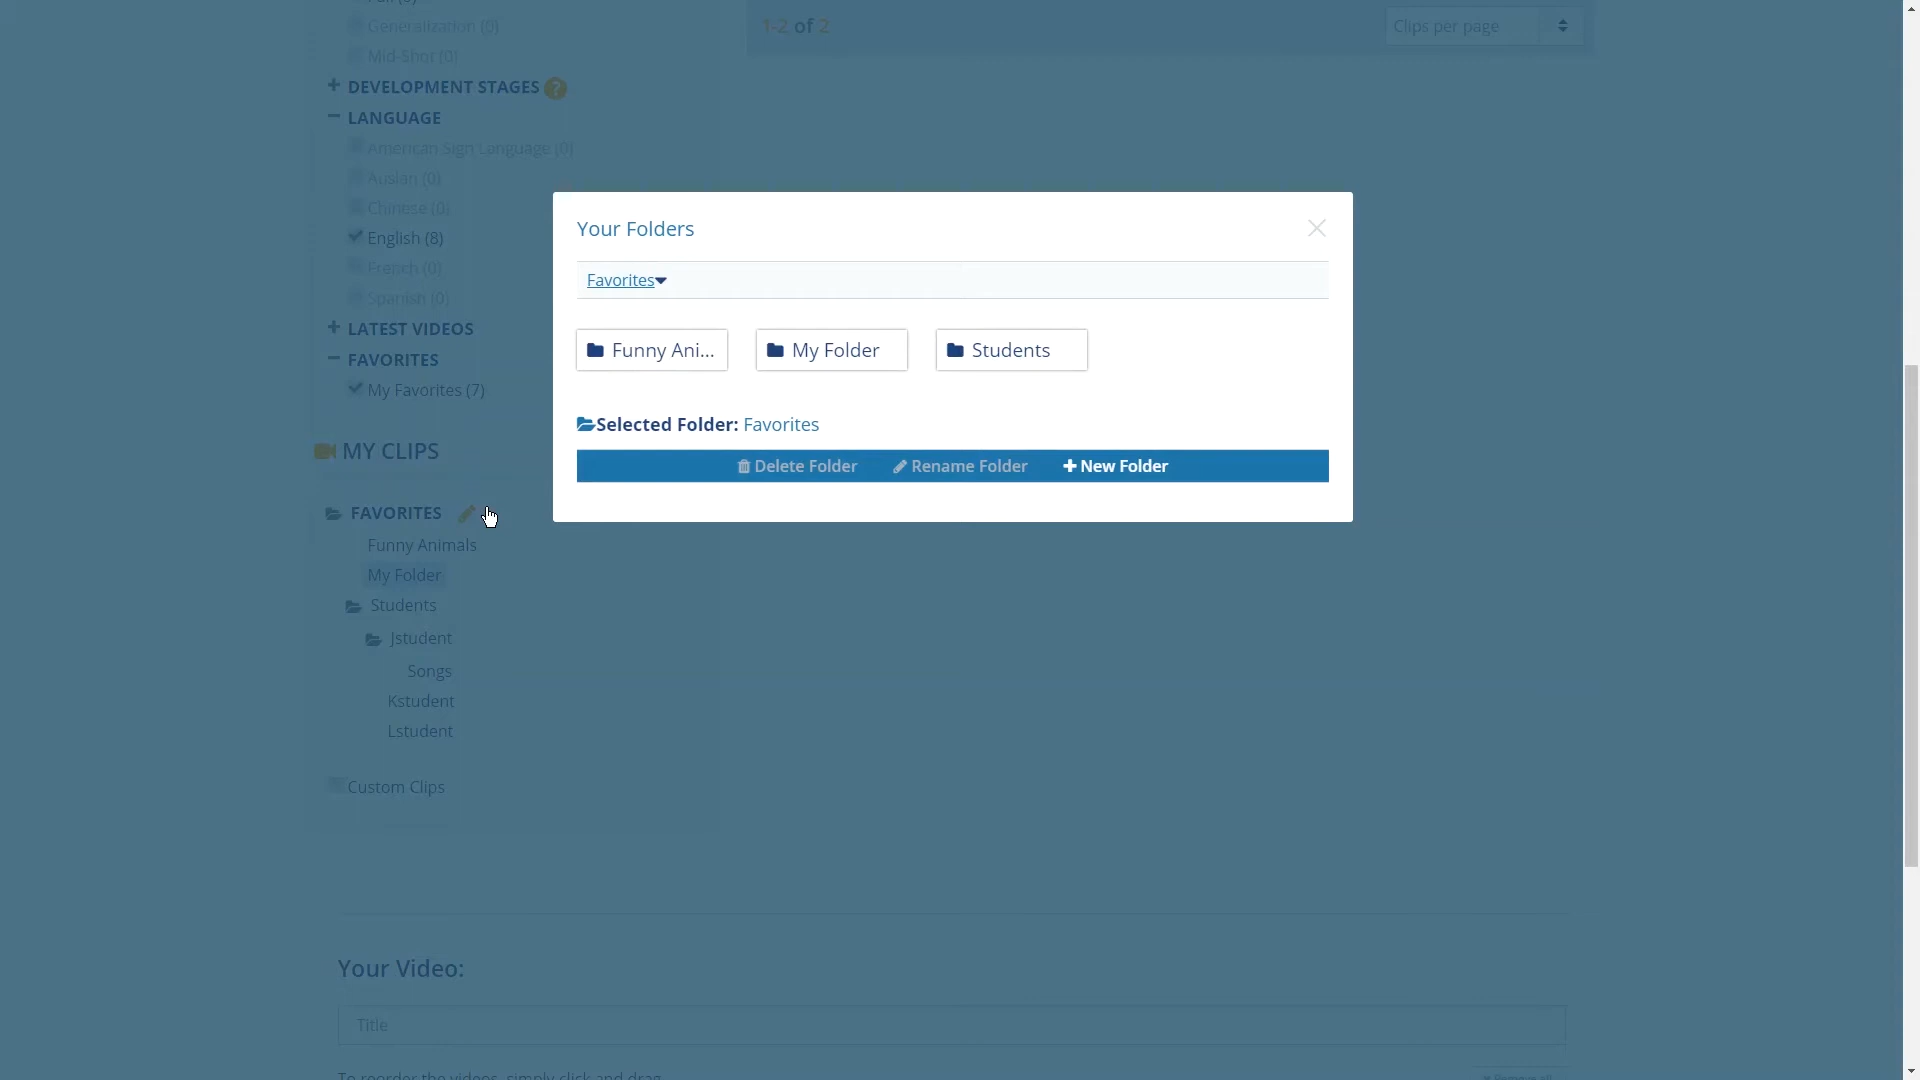 Generalization (0)
1-2 of 2
Clips per page
Mid-Shot (0)
DEVELOPMENT STAGES ?
LANGUAGE
American Sign Language (0)
Auslan (0)
Chinese (0)
English (8)
French (0)
Spanish (0)
LATEST VIDEOS
FAVORITES
My Favorites (7)
MY CLIPS
FAVORITES
Funny Animals
My Folder
Students
Jstudent
Songs
Kstudent
Lstudent
Custom Clips
Your Folders
Favorites
Funny Ani...
My Folder
Students
Selected Folder: Favorites
Delete Folder
Rename Folder
New Folder
Your Video:
Title
To reorder the videos, simply click and drag